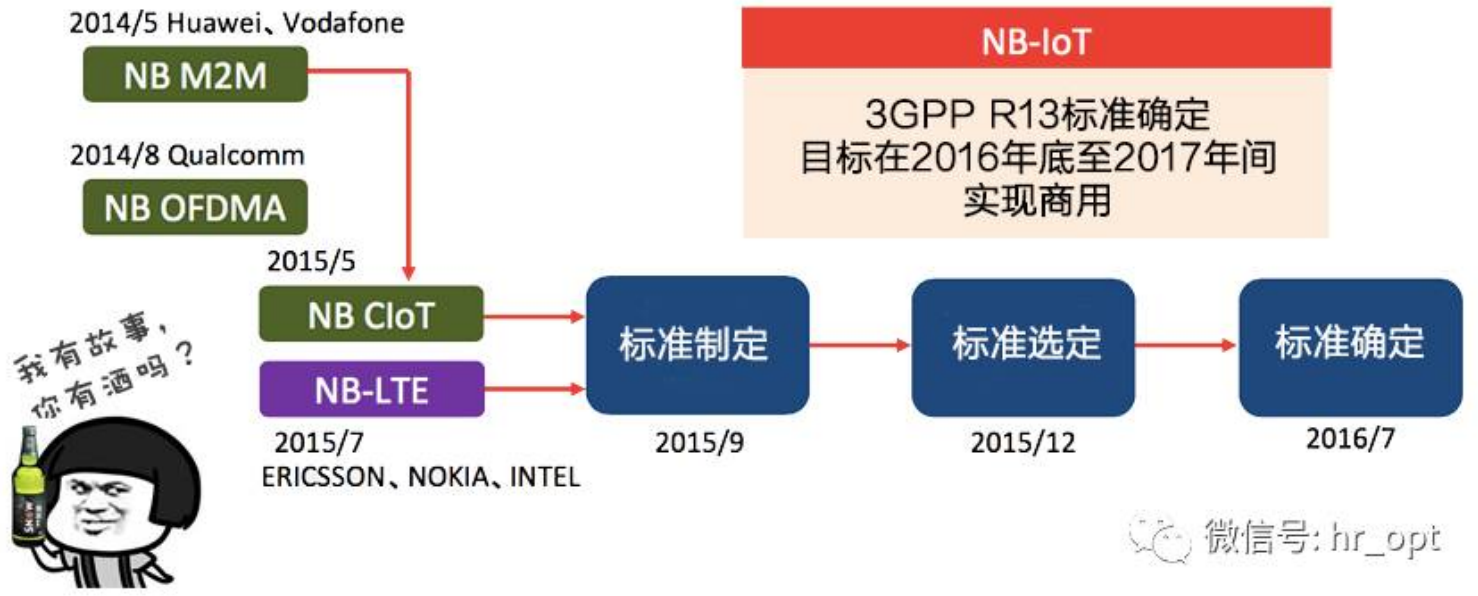 2014/5 Huawei、Vodafone
NB M2M
2014/8 Qualcomm
NB OFDMA
NB-IoT
3GPP R13标准确定
目标在2016年底至2017年间
实现商用
2015/5
NB CIoT
NB-LTE
2015/7
ERICSSON、NOKIA、INTEL
标准制定
2015/9
标准选定
2015/12
标准确定
2016/7
我有故事,
你有酒吗?
SNOW
微信号: hr_opt